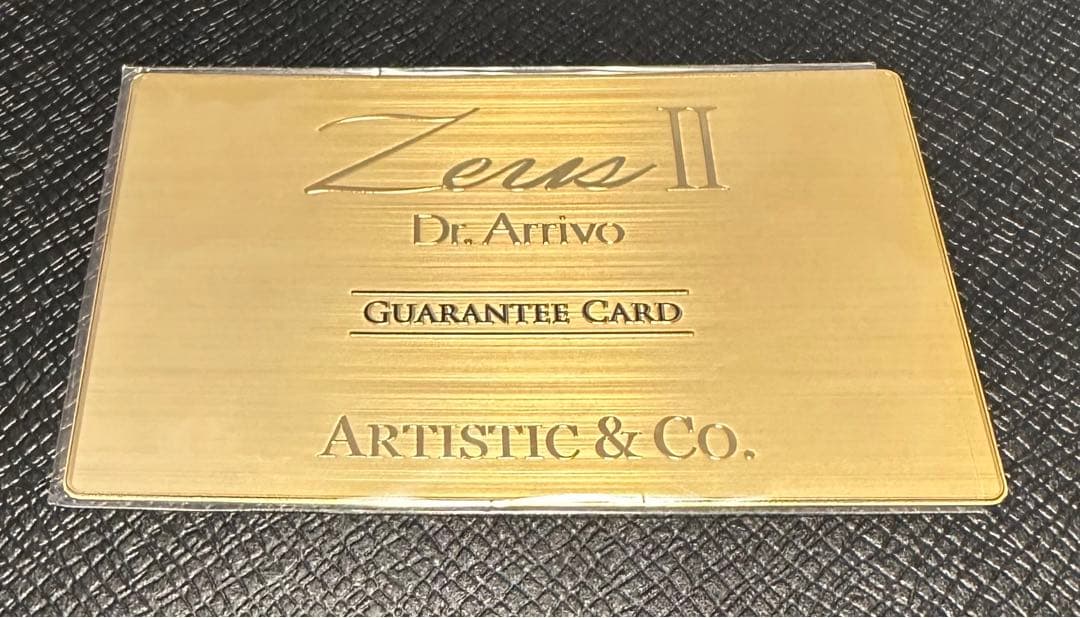 Zeus II
Dr. Arrivo
GUARANTEE CARD
ARTISTIC & CO.